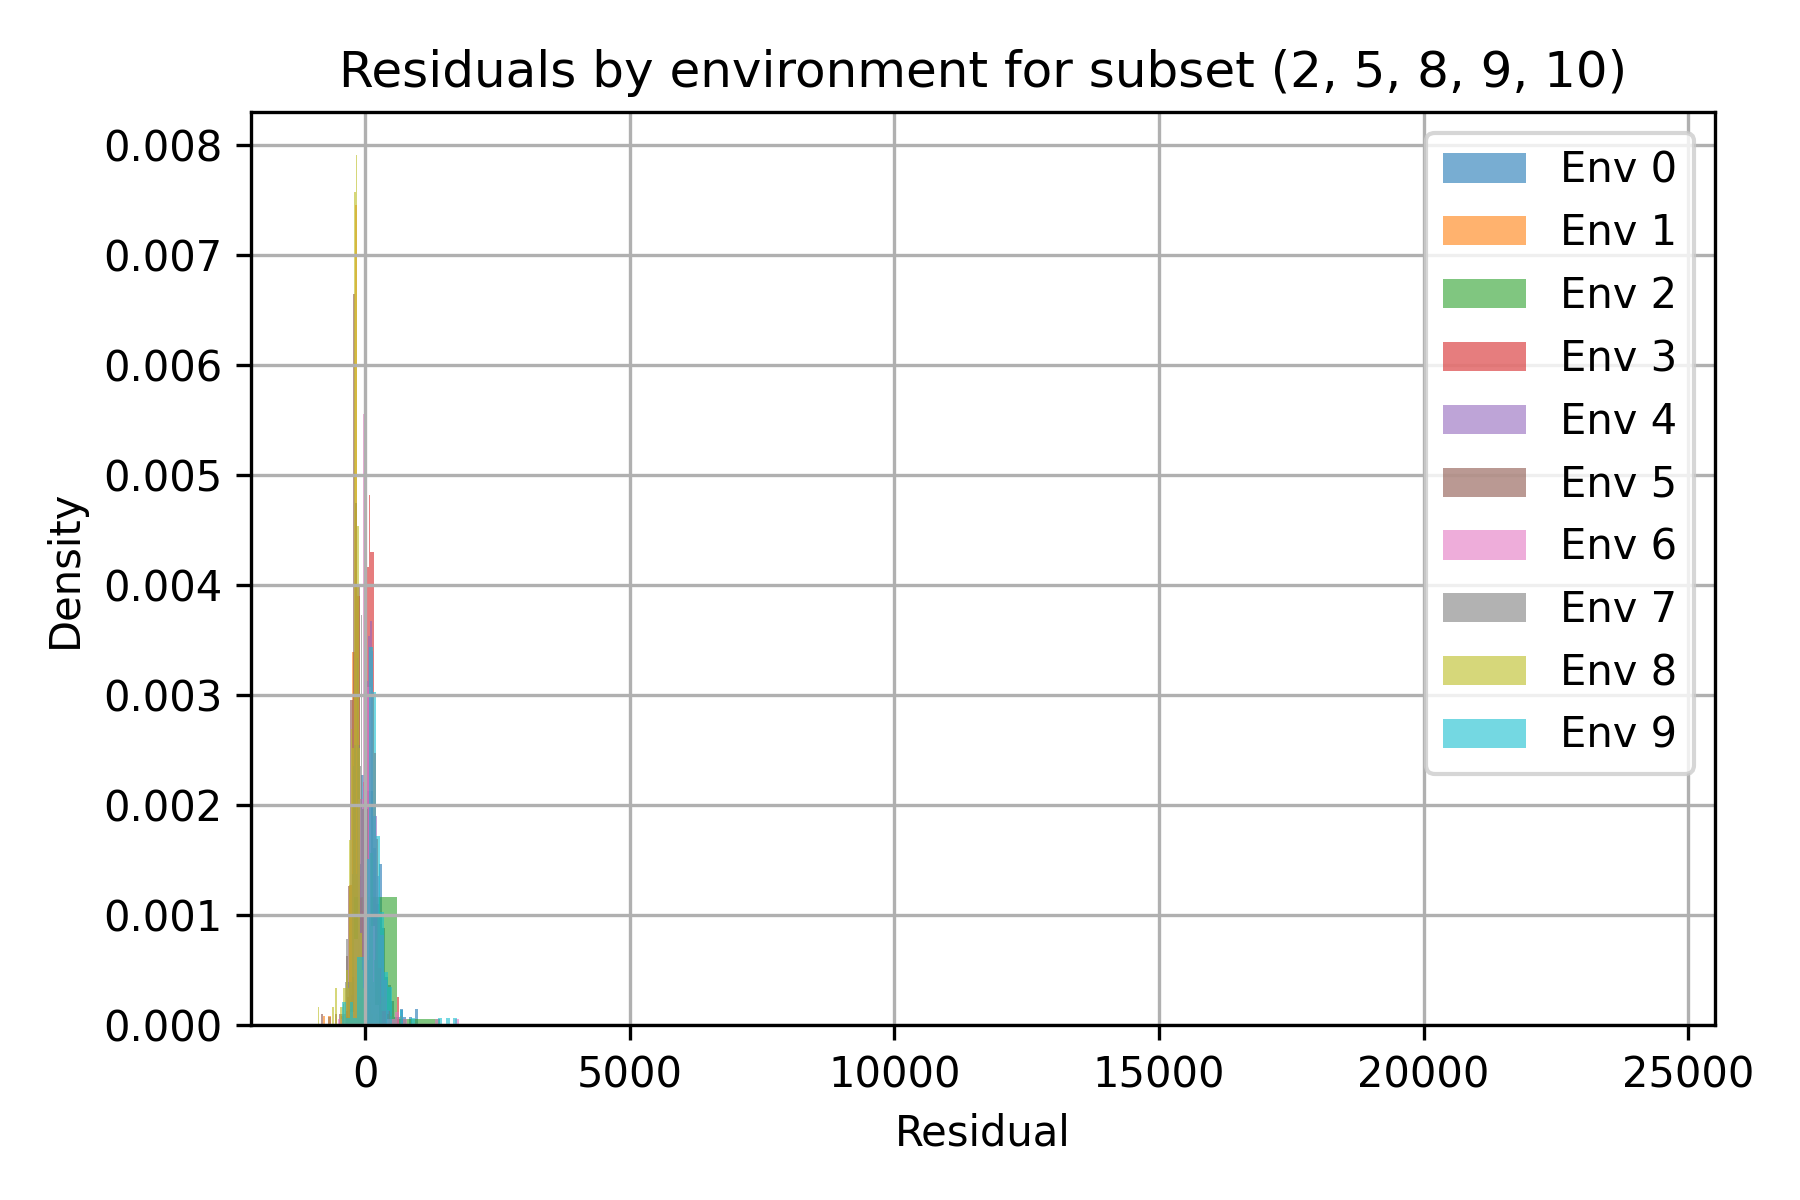 Residuals by environment for subset (2, 5, 8, 9, 10)
0.008
0.007
0.006
0.005
0.004
0.003
0.002
0.001
0.000
Density
Env 0
Env 1
Env 2
Env 3
Env 4
Env 5
Env 6
Env 7
Env 8
Env 9
0 5000 10000 15000 20000 25000
Residual